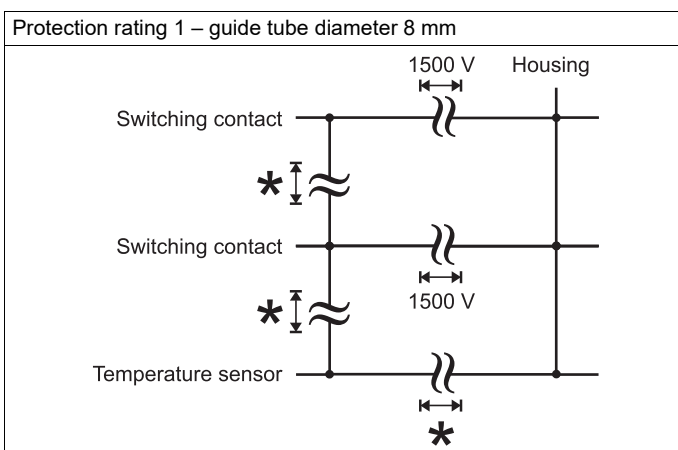 Protection rating 1 – guide tube diameter 8 mm
1500 V Housing
Switching contact
*
Switching contact
1500 V
*
Temperature sensor
*